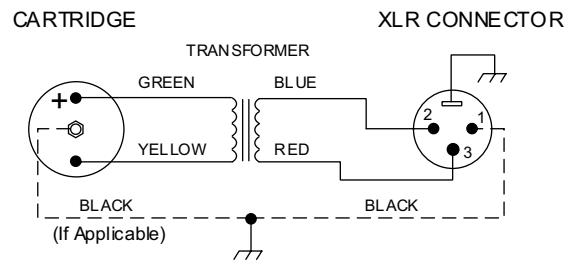 CARTRIDGE
XLR CONNECTOR
TRANSFORMER
GREEN
BLUE
+
2
1
3
YELLOW
RED
BLACK
BLACK
(If Applicable)